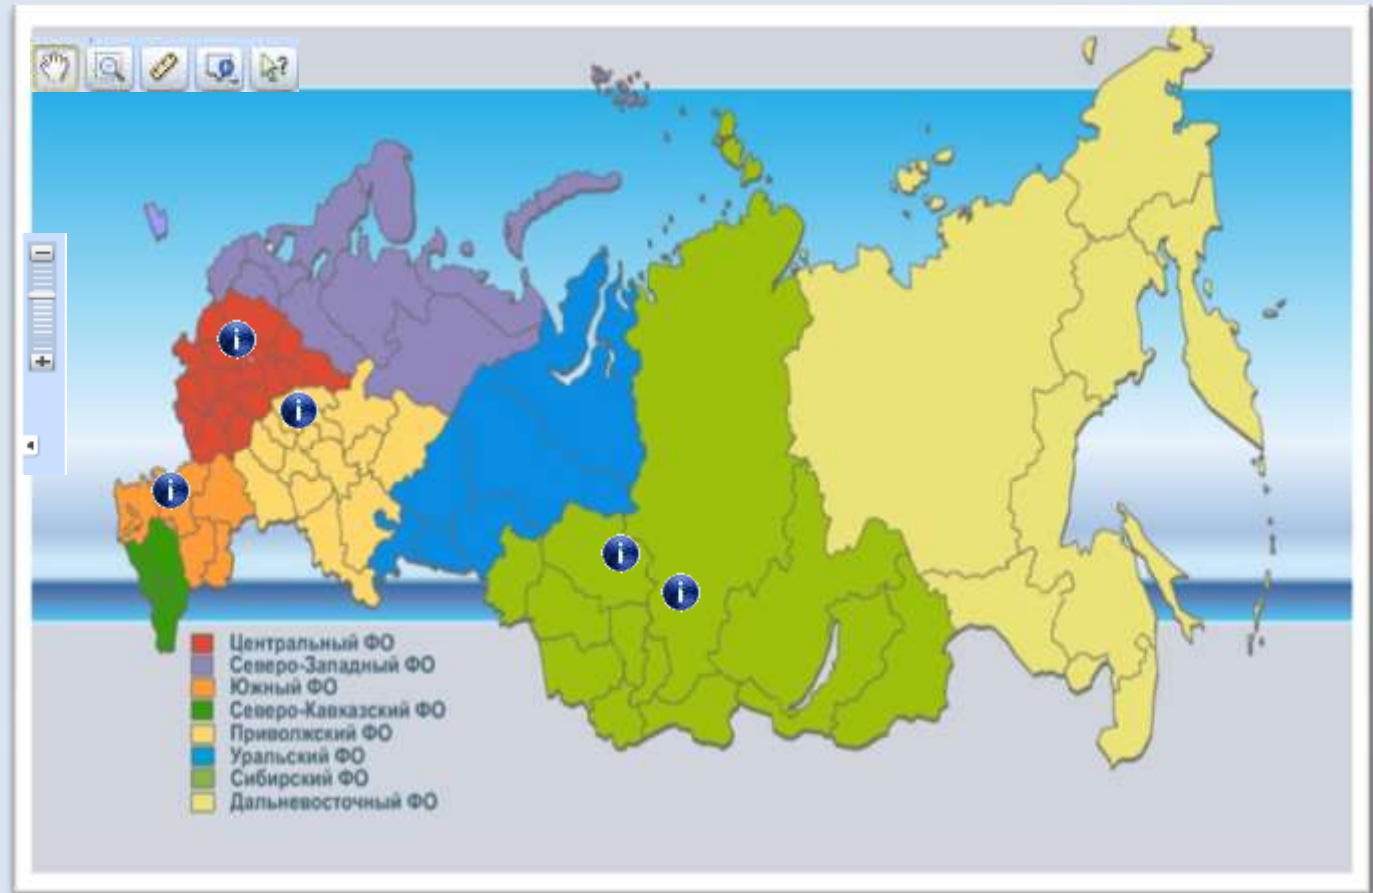 Центральный ФО
Северо-Западный ФО
Южный ФО
Северо-Кавказский ФО
Приволжский ФО
Уральский ФО
Сибирский ФО
Дальневосточный ФО